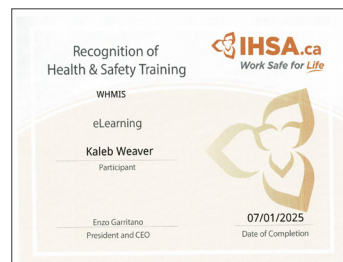 Recognition of
Health & Safety Training
IHSA.ca
Work Safe for Life
WHMIS
eLearning
Kaleb Weaver
Participant
Enzo Garritano
President and CEO
07/01/2025
Date of Completion